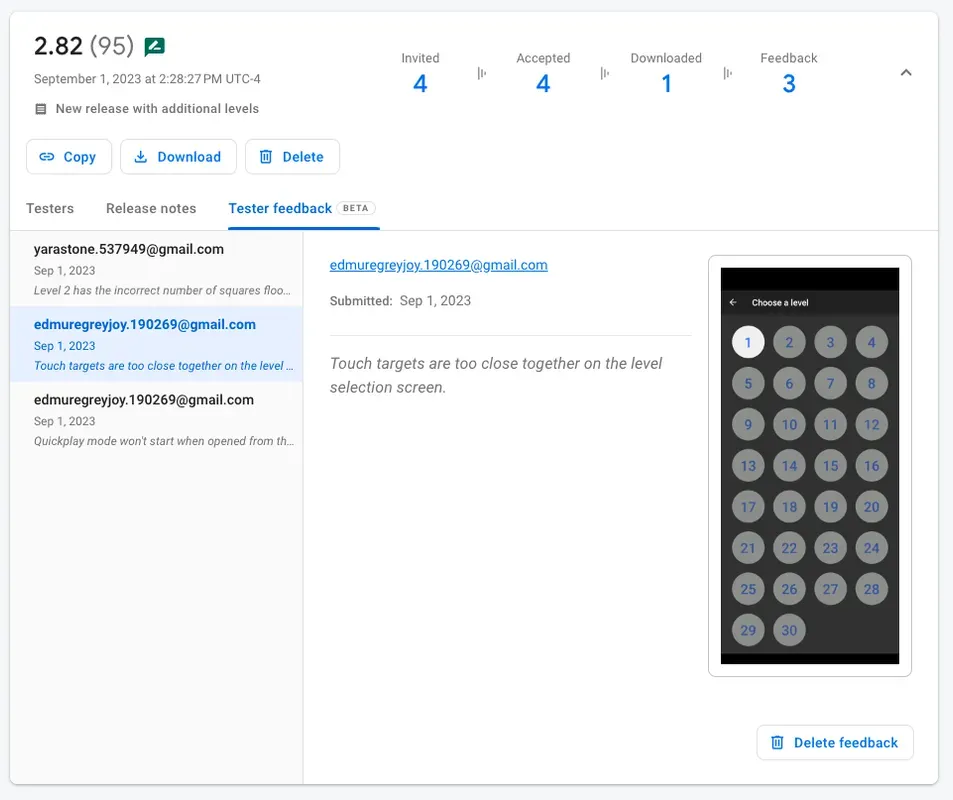 2.82 (95)
September 1, 2023 at 2:28:27 PM UTC-4
New release with additional levels
Invited
4
Accepted
4
Downloaded
1
Feedback
3
Copy
Download
Delete
Testers
Release notes
Tester feedback BETA
yarastone.537949@gmail.com
Sep 1, 2023
Level 2 has the incorrect number of squares floo...
edmuregreyjoy.190269@gmail.com
Sep 1, 2023
Touch targets are too close together on the level ...
edmuregreyjoy.190269@gmail.com
Sep 1, 2023
Quickplay mode won't start when opened from th...
edmuregreyjoy.190269@gmail.com
Submitted: Sep 1, 2023
Touch targets are too close together on the level
selection screen.
Choose a level
1 2 3 4
5 6 7 8
9 10 11 12
13 14 15 16
17 18 19 20
21 22 23 24
25 26 27 28
29 30
Delete feedback